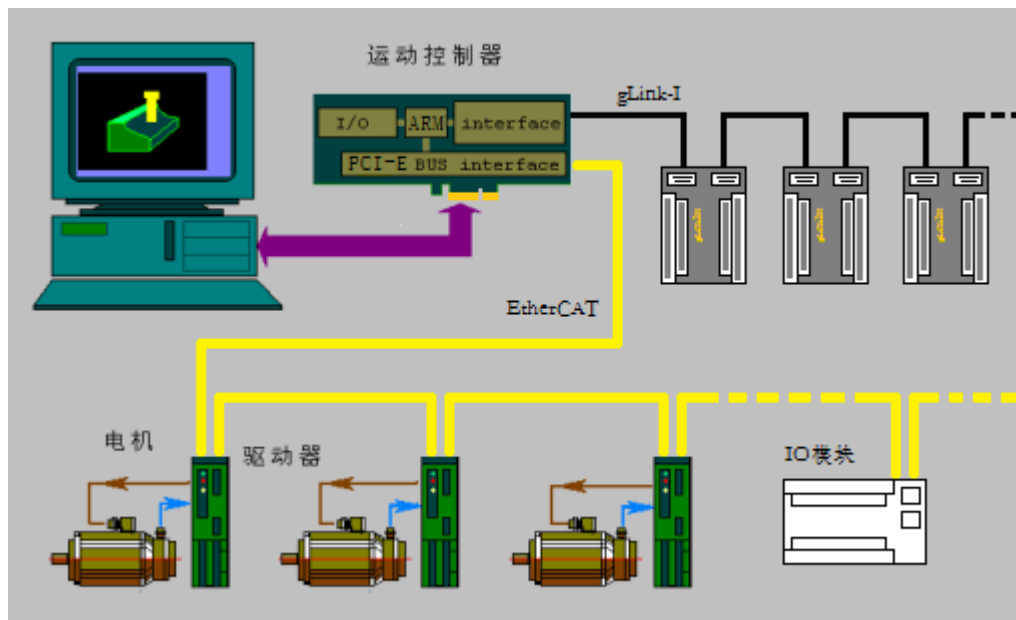 运动控制器
gLink-I
I/O
ARM
interface
PCI-E BUS interface
EtherCAT
电机
驱动器
IO模块